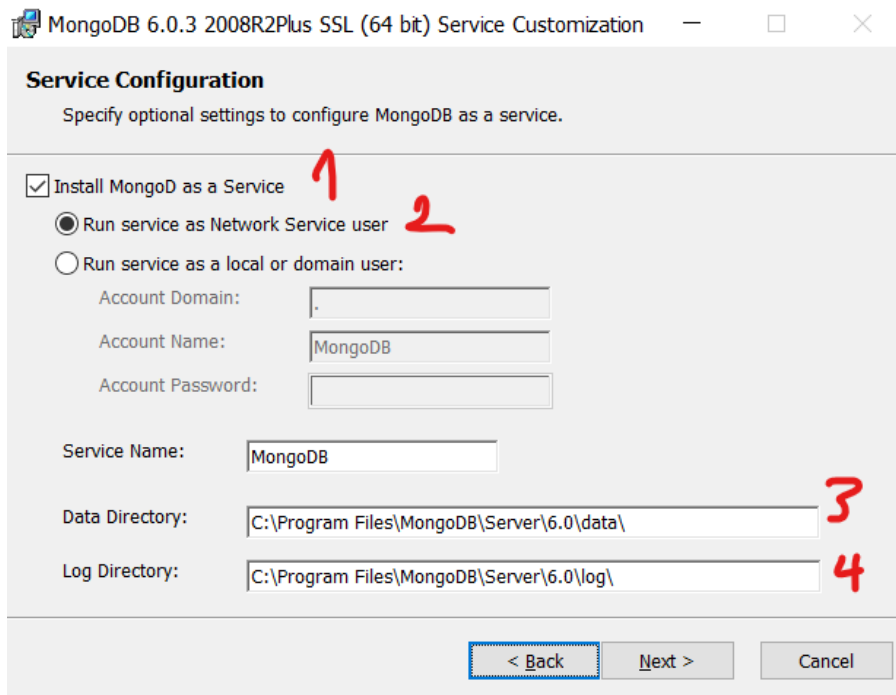 MongoDB 6.0.3 2008R2Plus SSL (64 bit) Service Customization
Service Configuration
Specify optional settings to configure MongoDB as a service.
Install MongoD as a Service 1
Run service as Network Service user 2
Run service as a local or domain user:
Account Domain: .
Account Name: MongoDB
Account Password:
Service Name: MongoDB
Data Directory: C:\Program Files\MongoDB\Server\6.0\data\ 3
Log Directory: C:\Program Files\MongoDB\Server\6.0\log\ 4
< Back Next > Cancel